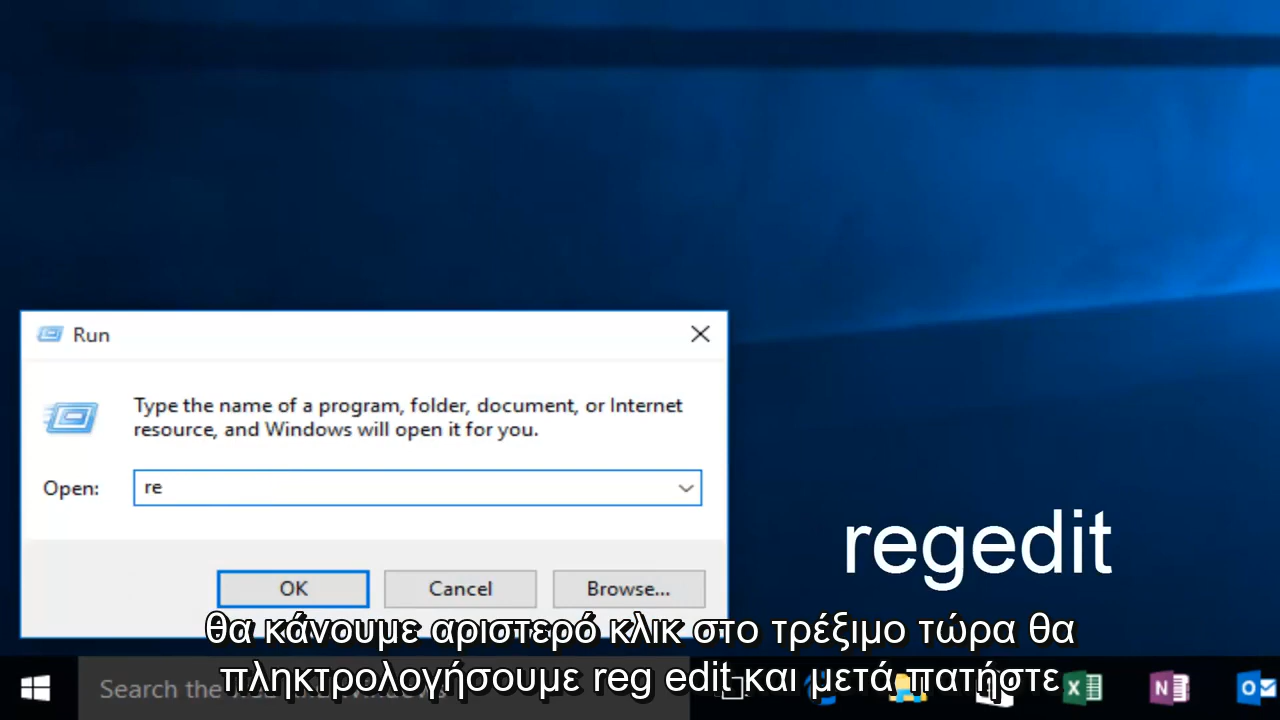 Run
Type the name of a program, folder, document, or Internet
resource, and Windows will open it for you.
Open: re
regedit
OK Cancel Browse...
θα κάνουμε αριστερό κλικ στο τρέξιμο τώρα θα
πληκτρολογήσουμε reg edit και μετά πατήστε
Search the